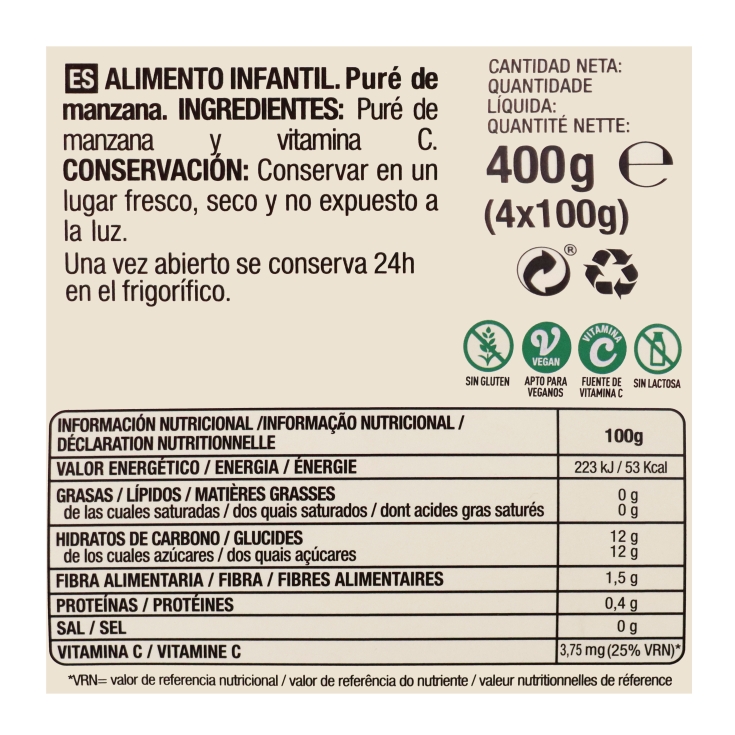 ES ALIMENTO INFANTIL. Puré de
manzana. INGREDIENTES: Puré de
manzana y vitamina C.
CONSERVACIÓN: Conservar en un
lugar fresco, seco y no expuesto a
la luz.
Una vez abierto se conserva 24h
en el frigorífico.
CANTIDAD NETA:
QUANTIDADE
LÍQUIDA:
QUANTITÉ NETTE:
400g e
(4x100g)
®
VEGAN
VITAMINA
C
SIN GLUTEN
APTO PARA
VEGANOS
FUENTE DE
VITAMINA C
SIN LACTOSA
INFORMACIÓN NUTRICIONAL /INFORMAÇÃO NUTRICIONAL /
DÉCLARATION NUTRITIONNELLE
100g
VALOR ENERGÉTICO / ENERGIA / ÉNERGIE 223 kJ / 53 Kcal
GRASAS / LÍPIDOS / MATIÈRES GRASSES 0 g
de las cuales saturadas / dos quais saturados / dont acides gras saturés 0 g
HIDRATOS DE CARBONO / GLUCIDES 12 g
de los cuales azúcares / dos quais açúcares 12 g
FIBRA ALIMENTARIA / FIBRA / FIBRES ALIMENTAIRES 1,5 g
PROTEÍNAS / PROTÉINES 0,4 g
SAL / SEL 0 g
VITAMINA C / VITAMINE C 3,75 mg (25% VRN)*
*VRN= valor de referencia nutricional / valor de referência do nutriente / valeur nutritionnelles de réference